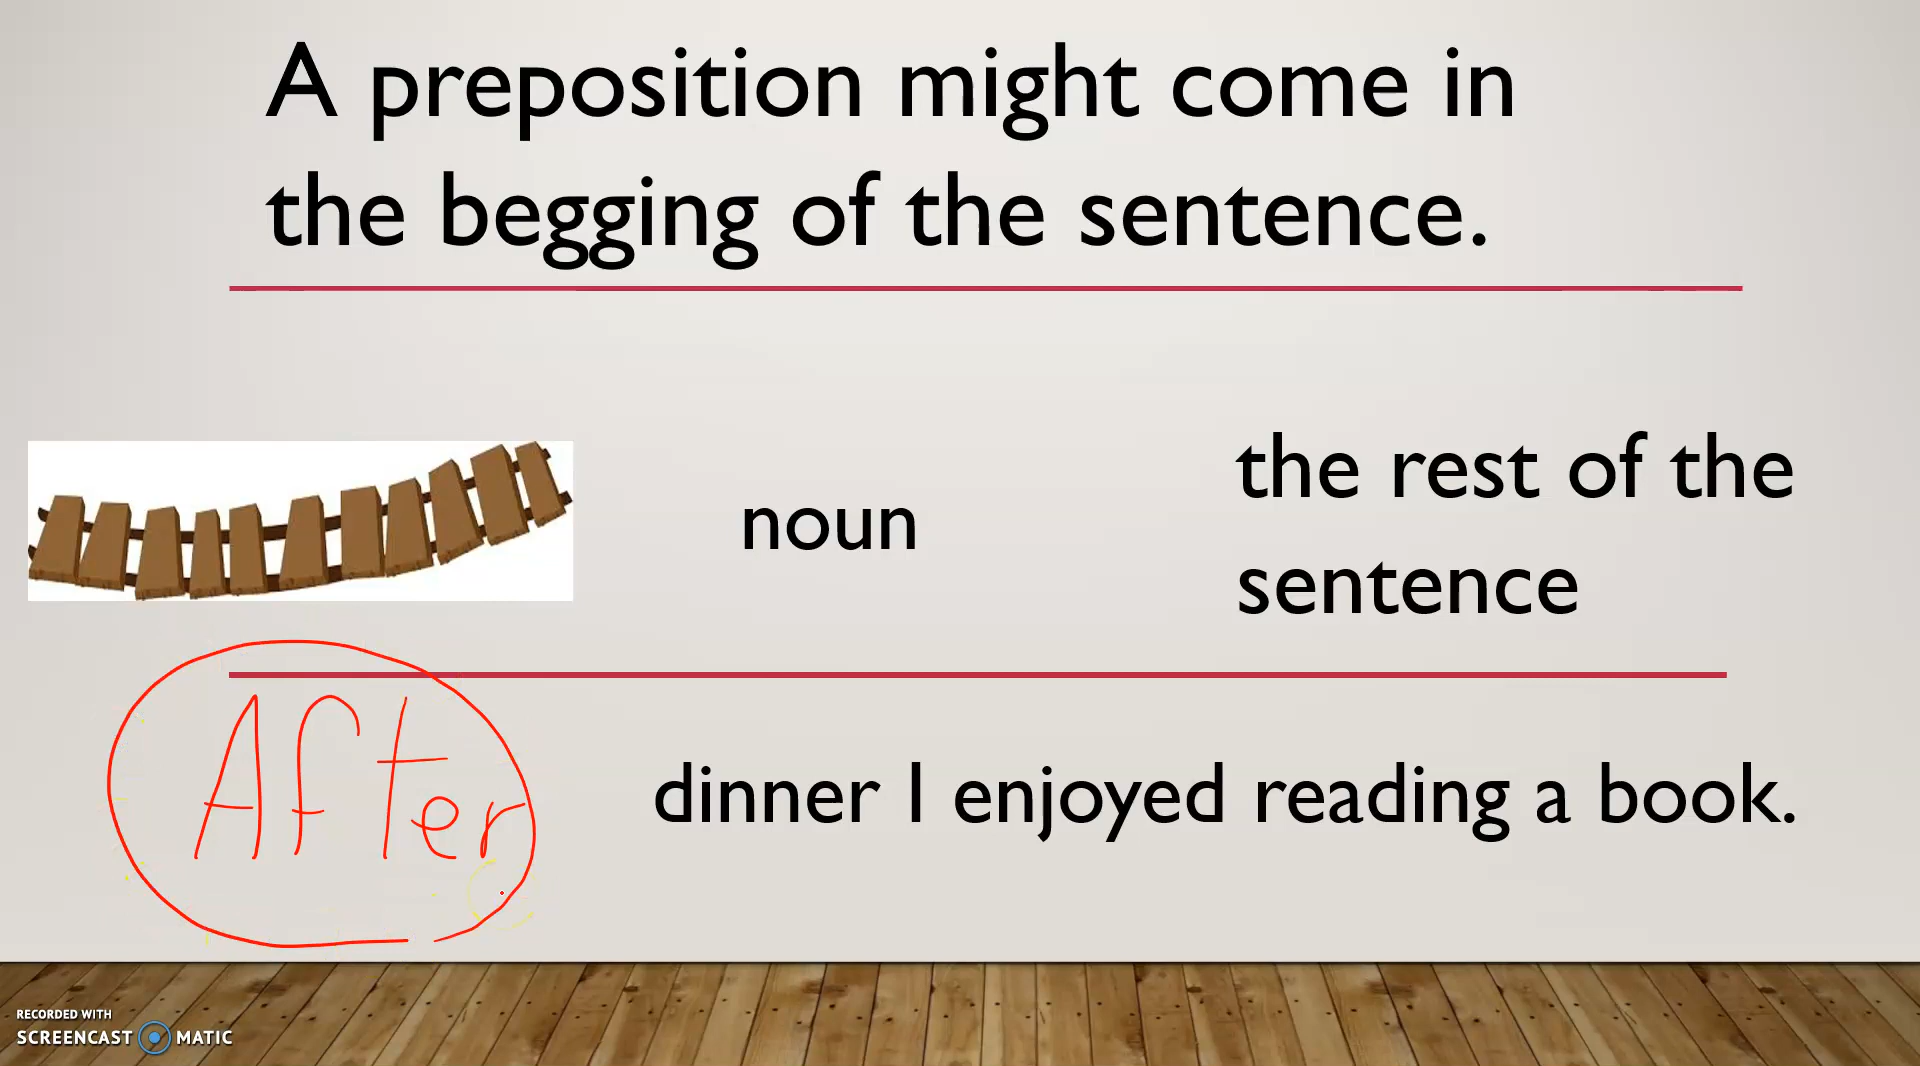 A preposition might come in
the begging of the sentence.
noun
the rest of the
sentence
After
dinner I enjoyed reading a book.
RECORDED WITH
SCREENCAST MATIC